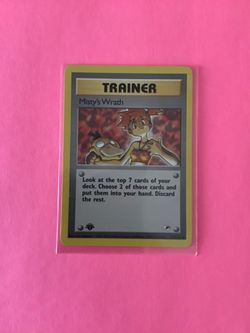 TRAINER
Misty's Wrath
Look at the top 7 cards of your
deck. Choose 2 of those cards and
put them into your hand. Discard
the rest.